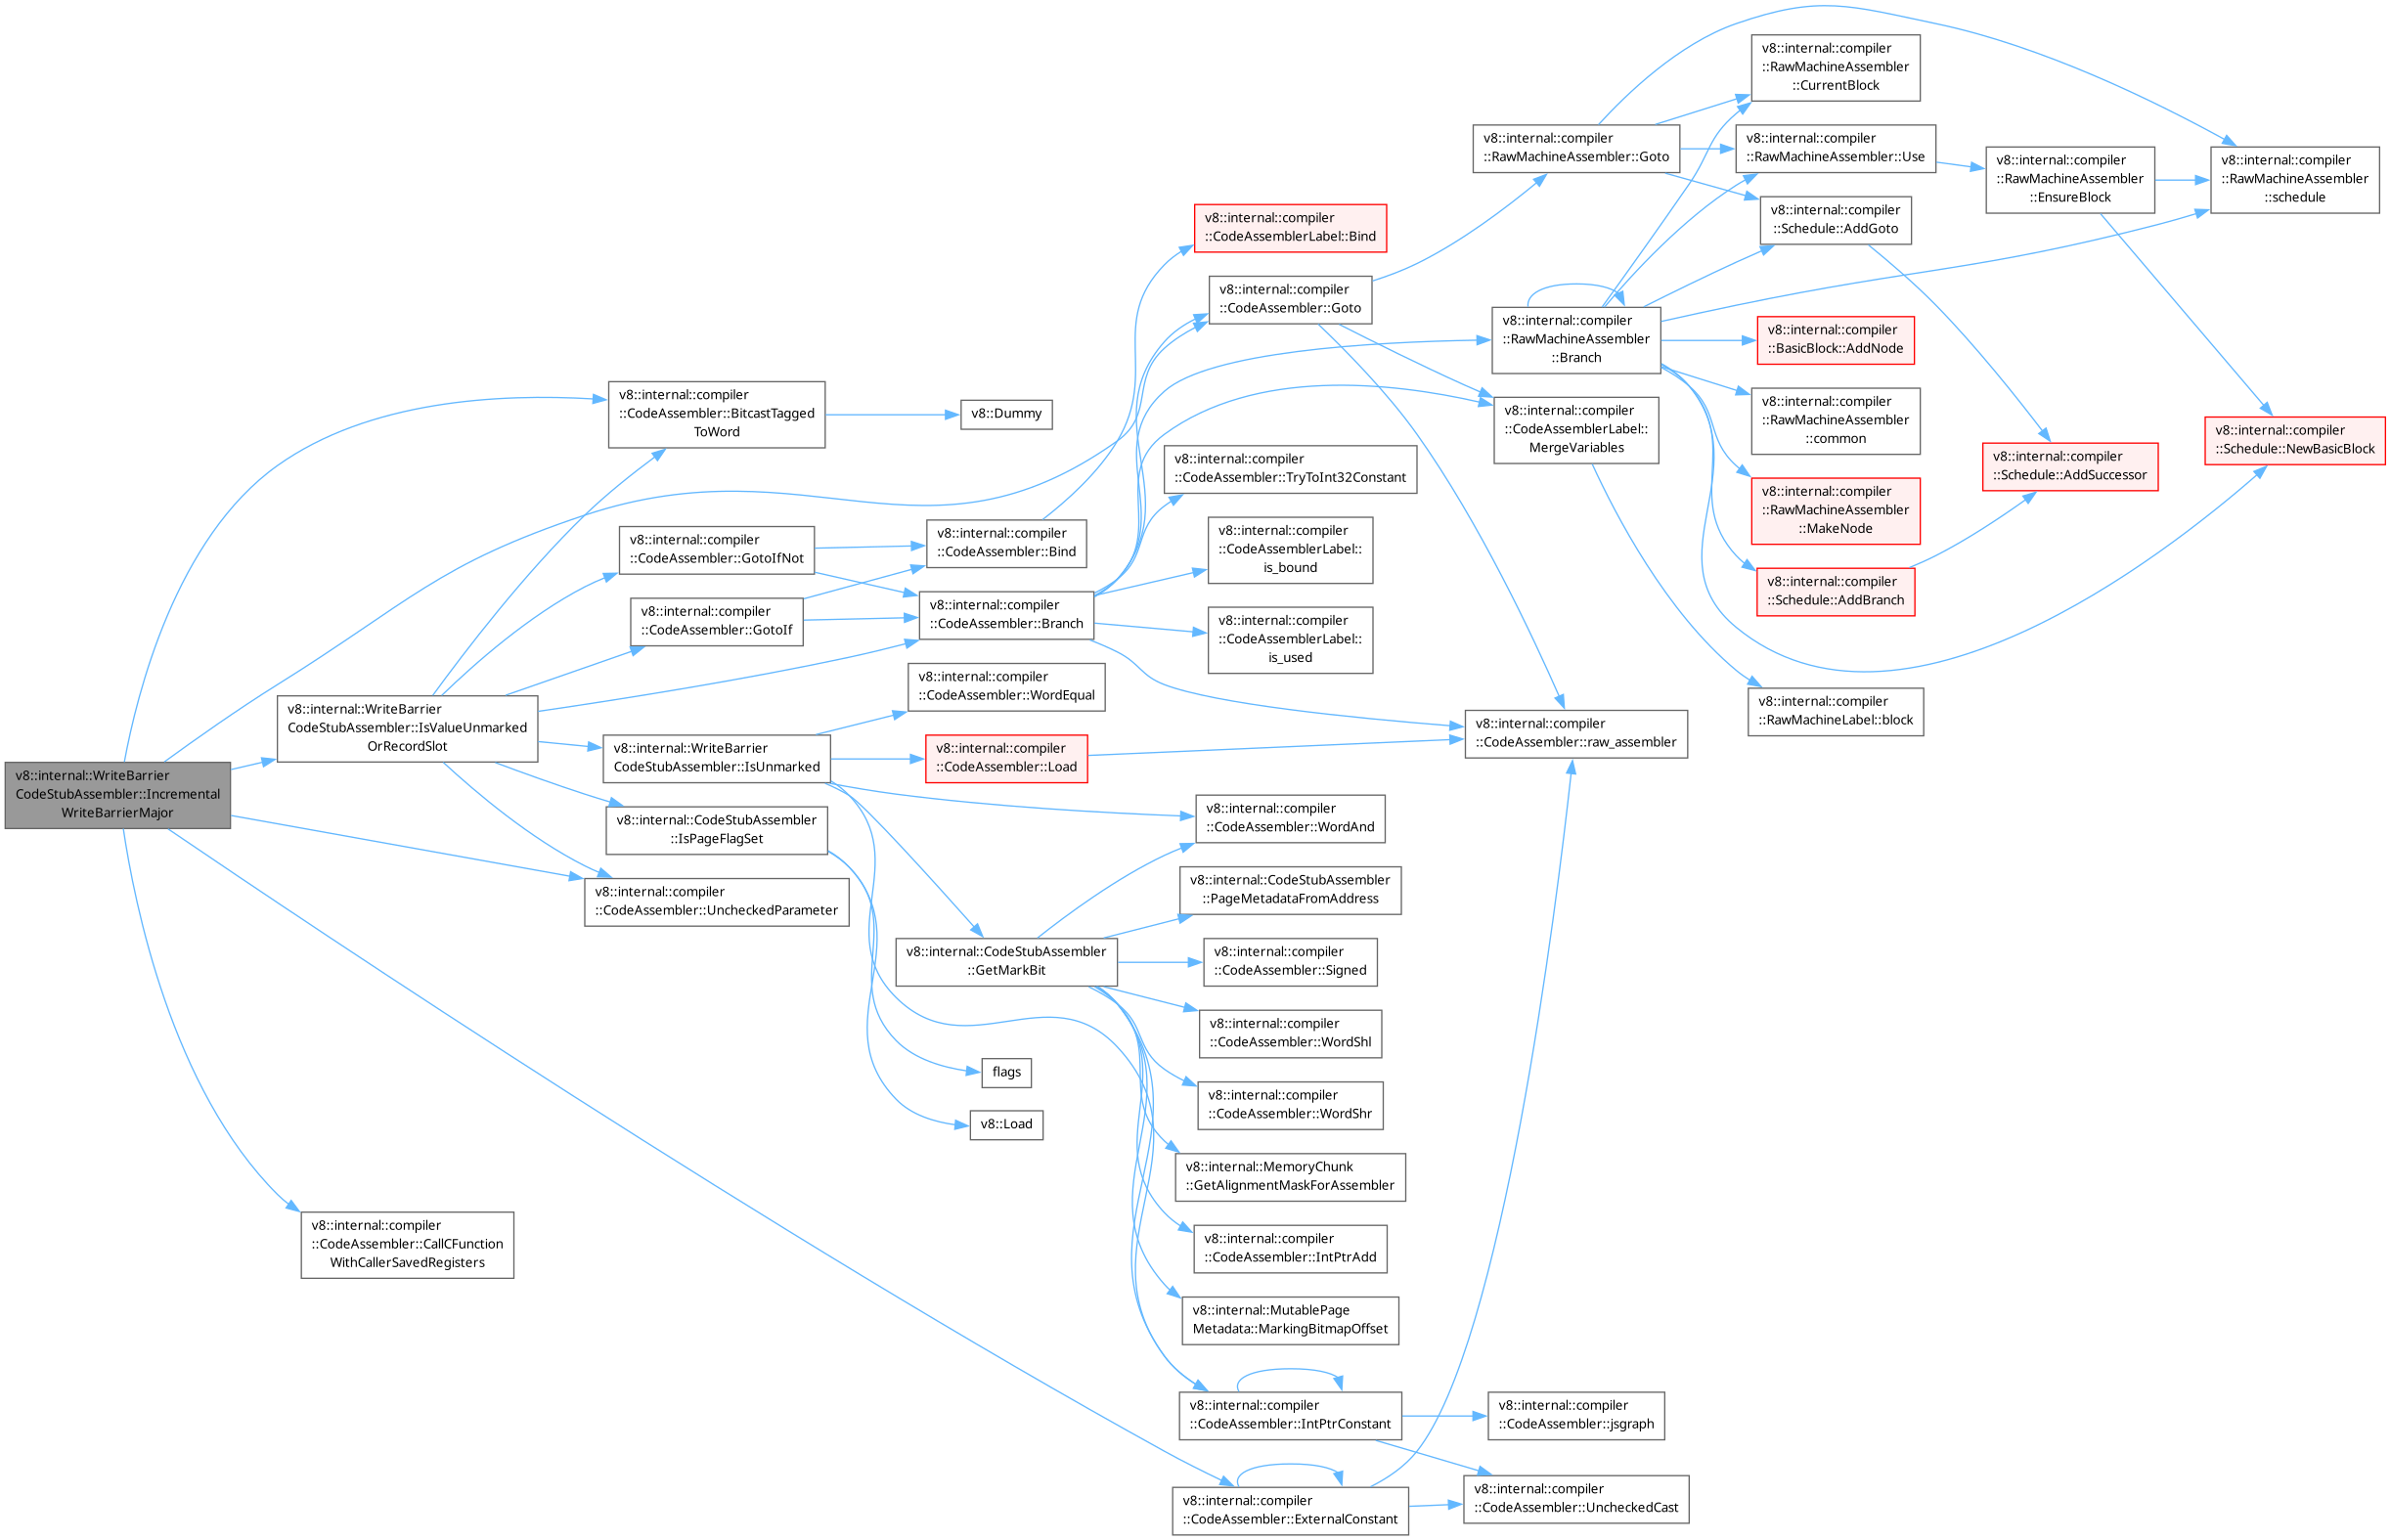 v8::internal::WriteBarrier
CodeStubAssembler::Incremental
WriteBarrierMajor
v8::internal::compiler
::CodeAssembler::BitcastTagged
ToWord
v8::Dummy
v8::internal::WriteBarrier
CodeStubAssembler::IsValueUnmarked
OrRecordSlot
v8::internal::compiler
::CodeAssembler::GotoIfNot
v8::internal::compiler
::CodeAssembler::GotoIf
v8::internal::compiler
::CodeAssembler::Bind
v8::internal::compiler
::CodeAssemblerLabel::Bind
v8::internal::compiler
::CodeAssembler::Branch
v8::internal::compiler
::CodeAssembler::Goto
v8::internal::compiler
::RawMachineAssembler::Goto
v8::internal::compiler
::RawMachineAssembler
::CurrentBlock
v8::internal::compiler
::RawMachineAssembler::Use
v8::internal::compiler
::RawMachineAssembler
::EnsureBlock
v8::internal::compiler
::RawMachineAssembler
::schedule
v8::internal::compiler
::Schedule::AddGoto
v8::internal::compiler
::RawMachineAssembler
::Branch
v8::internal::compiler
::BasicBlock::AddNode
v8::internal::compiler
::RawMachineAssembler
::common
v8::internal::compiler
::RawMachineAssembler
::MakeNode
v8::internal::compiler
::Schedule::AddBranch
v8::internal::compiler
::Schedule::AddSuccessor
v8::internal::compiler
::Schedule::NewBasicBlock
v8::internal::compiler
::CodeAssemblerLabel::
MergeVariables
v8::internal::compiler
::RawMachineLabel::block
v8::internal::compiler
::CodeAssembler::TryToInt32Constant
v8::internal::compiler
::CodeAssemblerLabel::
is_bound
v8::internal::compiler
::CodeAssemblerLabel::
is_used
v8::internal::compiler
::CodeAssembler::raw_assembler
v8::internal::WriteBarrier
CodeStubAssembler::IsUnmarked
v8::internal::compiler
::CodeAssembler::WordEqual
v8::internal::compiler
::CodeAssembler::Load
v8::internal::compiler
::CodeAssembler::WordAnd
v8::internal::CodeStubAssembler
::IsPageFlagSet
v8::internal::compiler
::CodeAssembler::UncheckedParameter
v8::internal::CodeStubAssembler
::GetMarkBit
v8::internal::CodeStubAssembler
::PageMetadataFromAddress
v8::internal::compiler
::CodeAssembler::Signed
v8::internal::compiler
::CodeAssembler::WordShl
v8::internal::compiler
::CodeAssembler::WordShr
v8::internal::MemoryChunk
::GetAlignmentMaskForAssembler
v8::internal::compiler
::CodeAssembler::IntPtrAdd
v8::internal::MutablePage
Metadata::MarkingBitmapOffset
flags
v8::Load
v8::internal::compiler
::CodeAssembler::CallCFunction
WithCallerSavedRegisters
v8::internal::compiler
::CodeAssembler::IntPtrConstant
v8::internal::compiler
::CodeAssembler::jsgraph
v8::internal::compiler
::CodeAssembler::UncheckedCast
v8::internal::compiler
::CodeAssembler::ExternalConstant